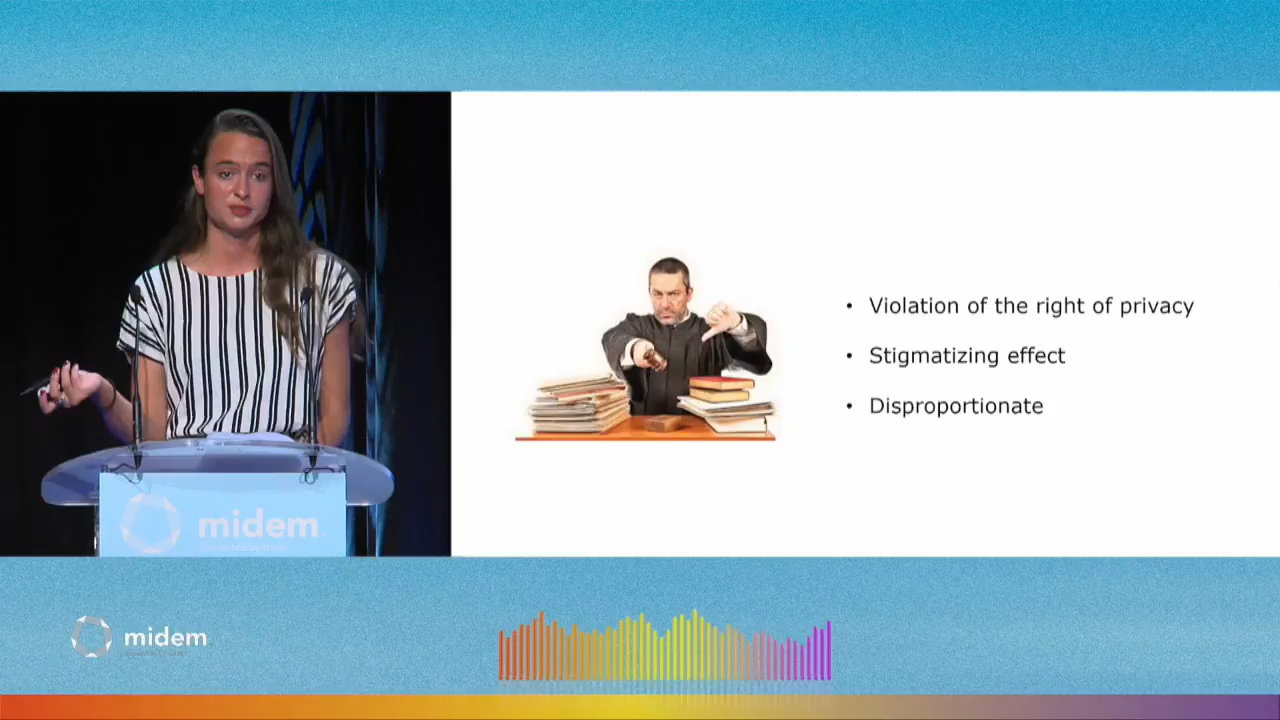 • Violation of the right of privacy
• Stigmatizing effect
• Disproportionate
midem
midem